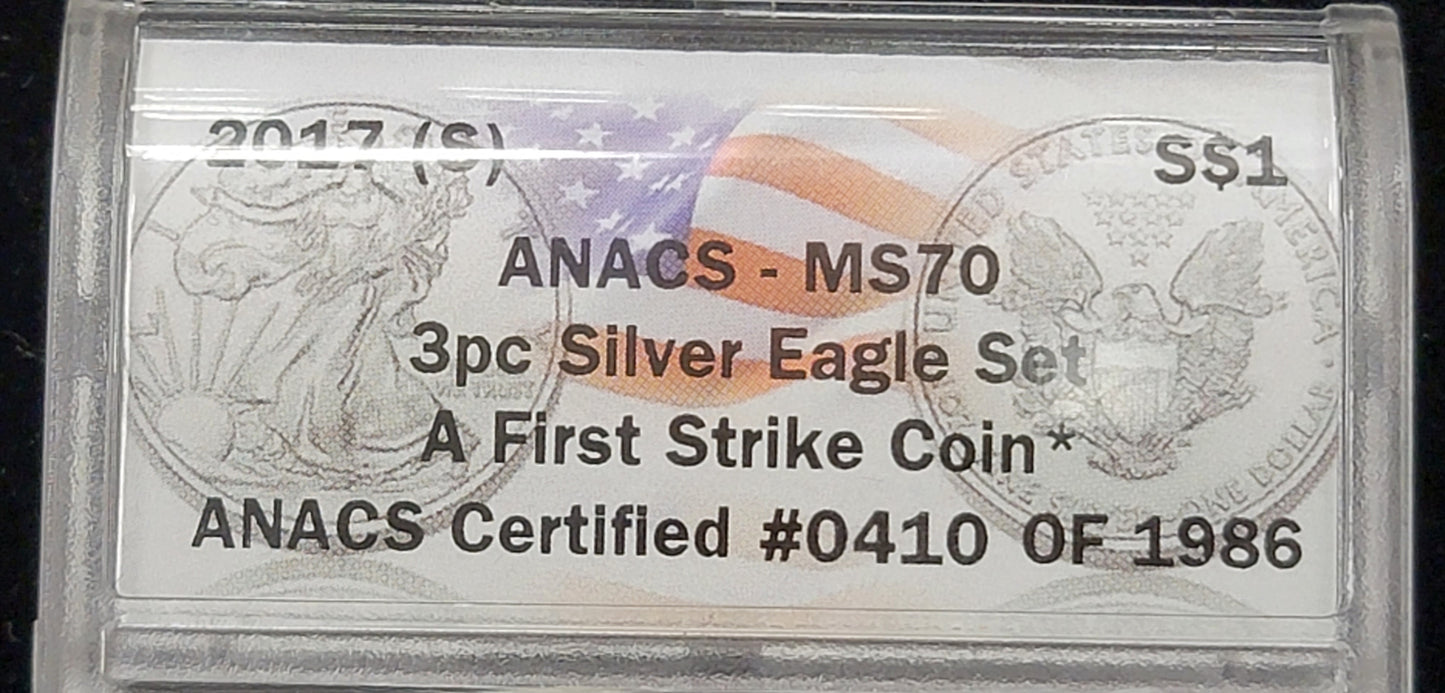 2017 (S) S$1
ANACS - MS70
3pc Silver Eagle Set
A First Strike Coin*
ANACS Certified #0410 OF 1986